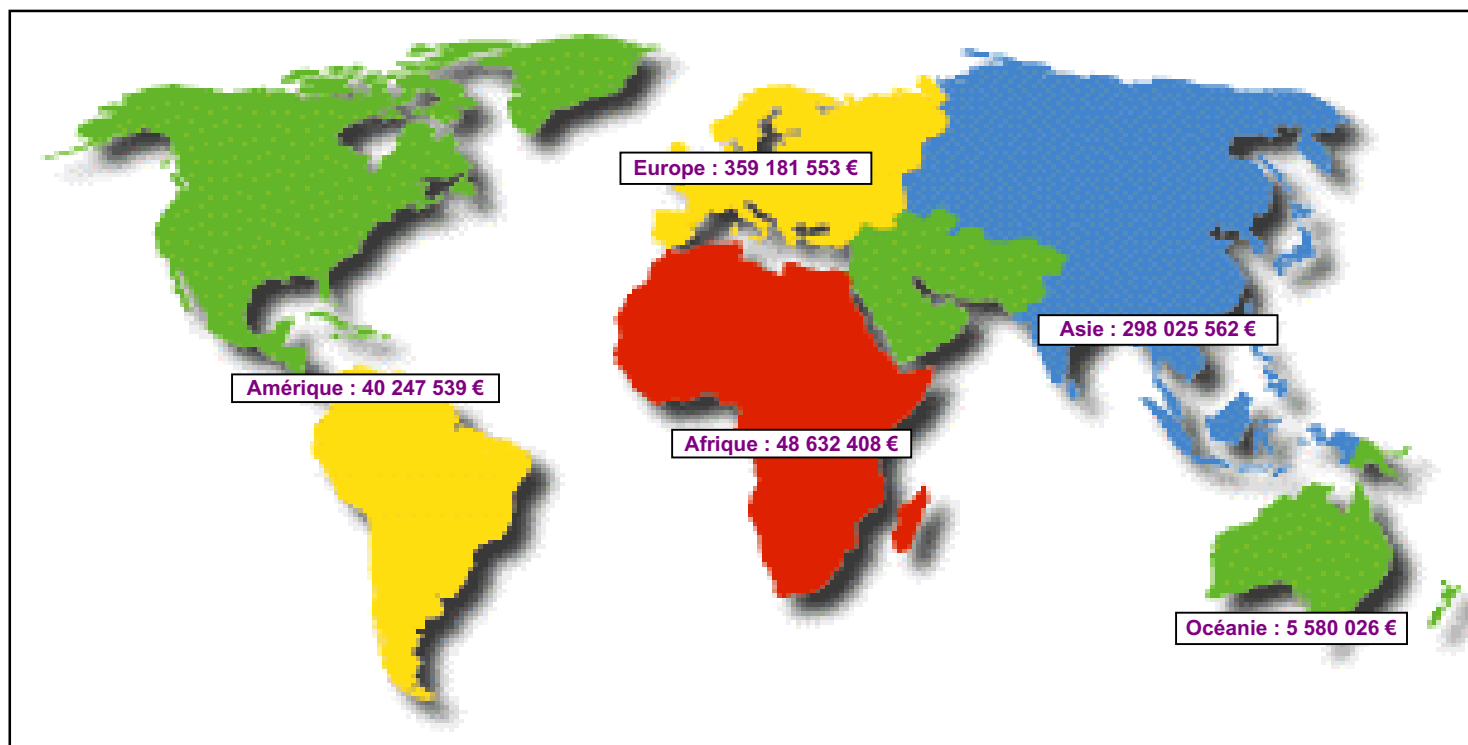 Europe : 359 181 553 €
Asie : 298 025 562 €
Amérique : 40 247 539 €
Afrique : 48 632 408 €
Océanie : 5 580 026 €